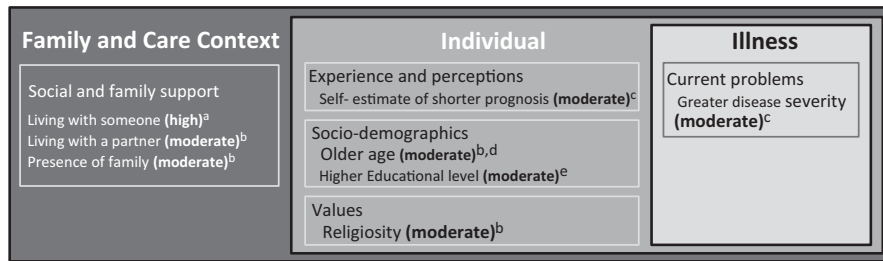 Family and Care Context
Social and family support
Living with someone (high)a
Living with a partner (moderate)b
Presence of family (moderate)b
Individual
Experience and perceptions
Self- estimate of shorter prognosis (moderate)c
Socio-demographics
Older age (moderate)b,d
Higher Educational level (moderate)e
Values
Religiosity (moderate)b
Illness
Current problems
Greater disease severity
(moderate)c